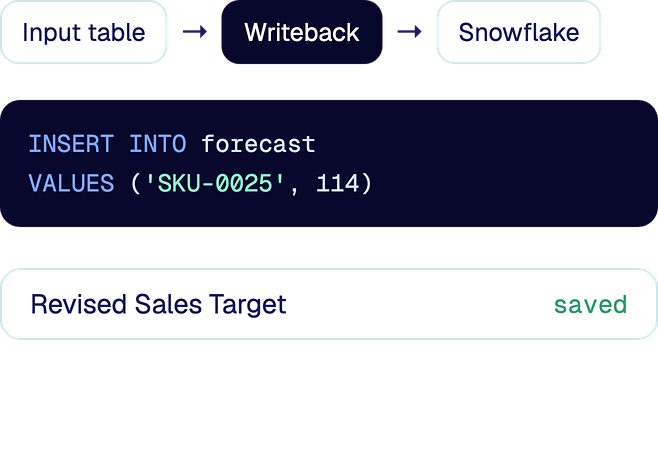 Input table → Writeback → Snowflake
INSERT INTO forecast
VALUES ('SKU-0025', 114)
Revised Sales Target saved